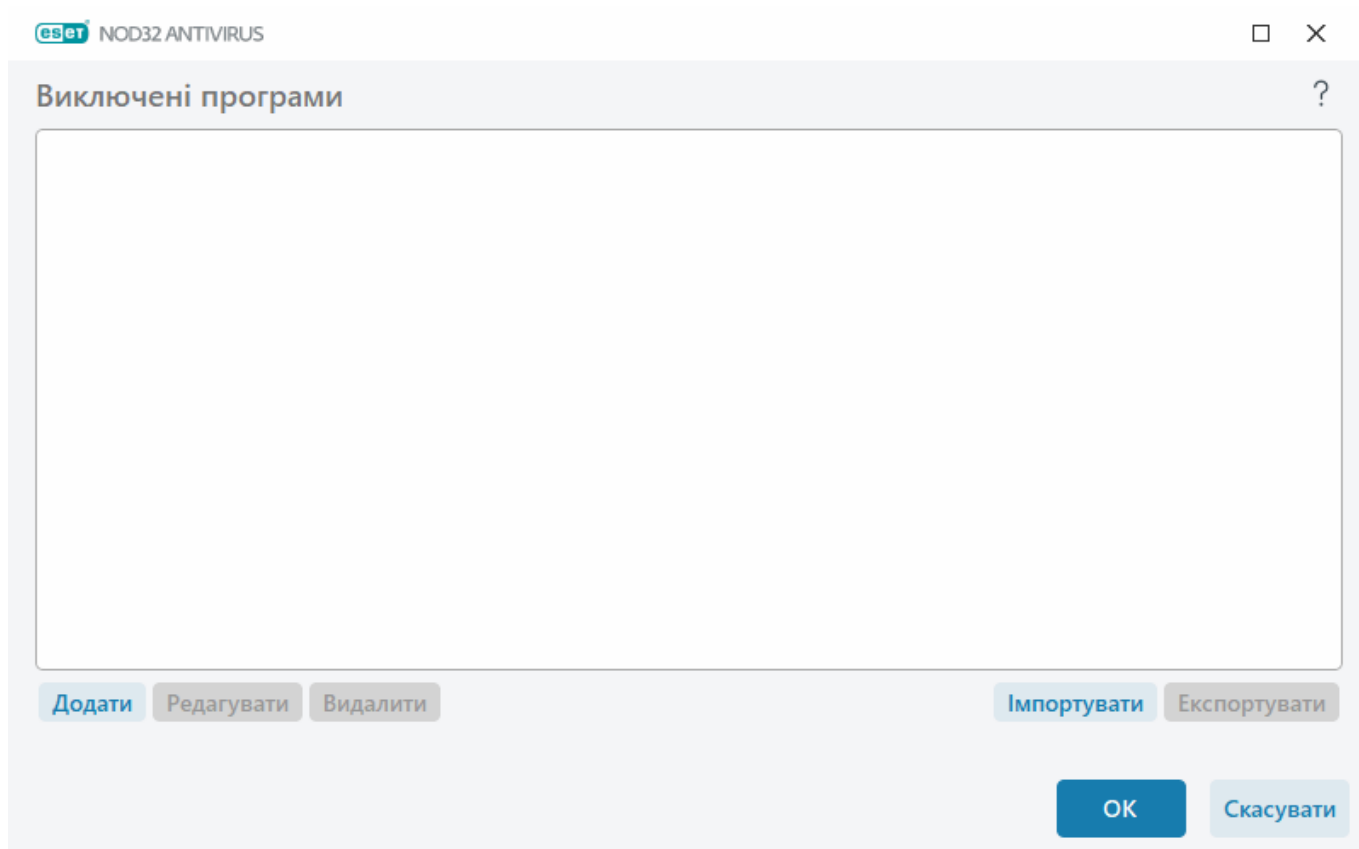 eset NOD32 ANTIVIRUS
Виключені програми ?
Додати Редагувати Видалити Імпортувати Експортувати
OK Скасувати